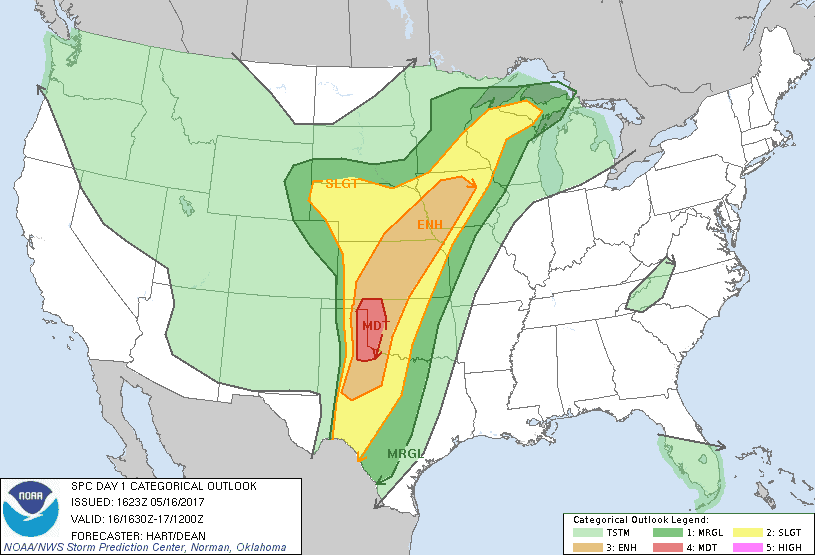 SLGT
ENH
MDT
MRGL
NOAA
SPC DAY 1 CATEGORICAL OUTLOOK
ISSUED: 1623Z 05/16/2017
VALID: 16/1630Z-17/1200Z
FORECASTER: HART/DEAN
NOAA/NWS Storm Prediction Center, Norman, Oklahoma
Categorical Outlook Legend:
TSTM 1: MRGL 2: SLGT
3: ENH 4: MDT 5: HIGH